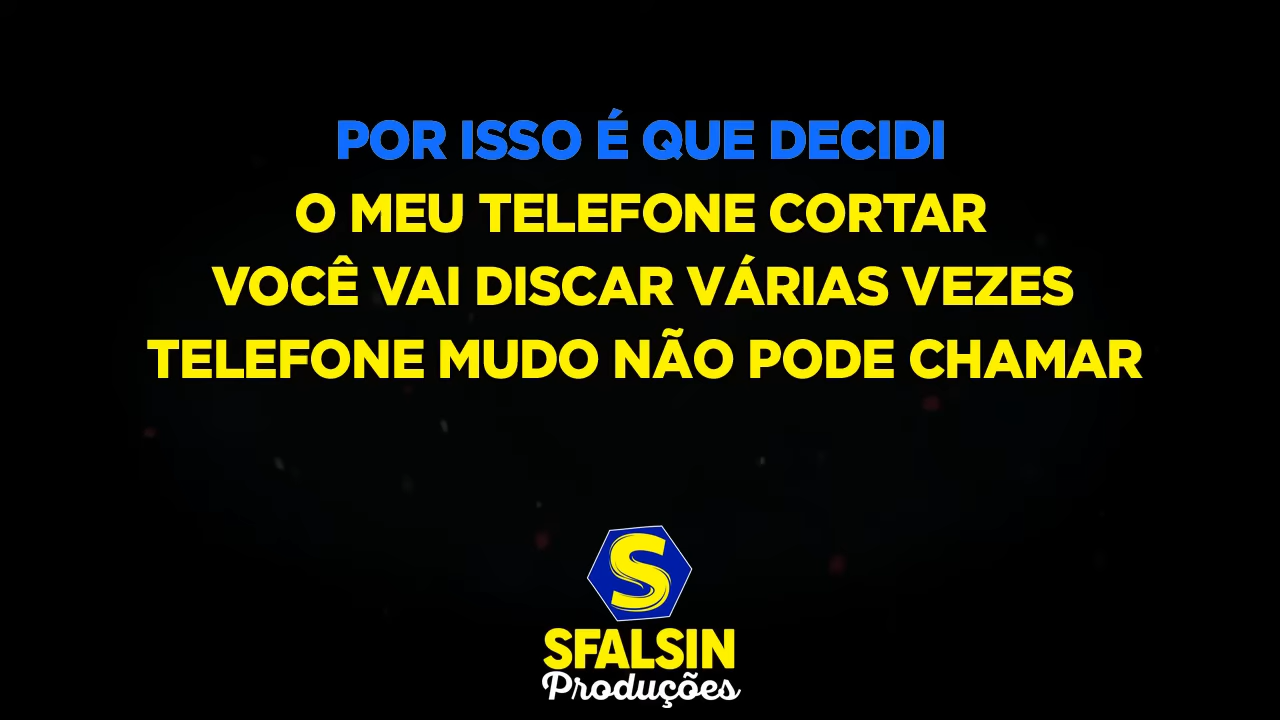 POR ISSO É QUE DECIDI
O MEU TELEFONE CORTAR
VOCÊ VAI DISCAR VÁRIAS VEZES
TELEFONE MUDO NÃO PODE CHAMAR
S
SFALSIN
Produções